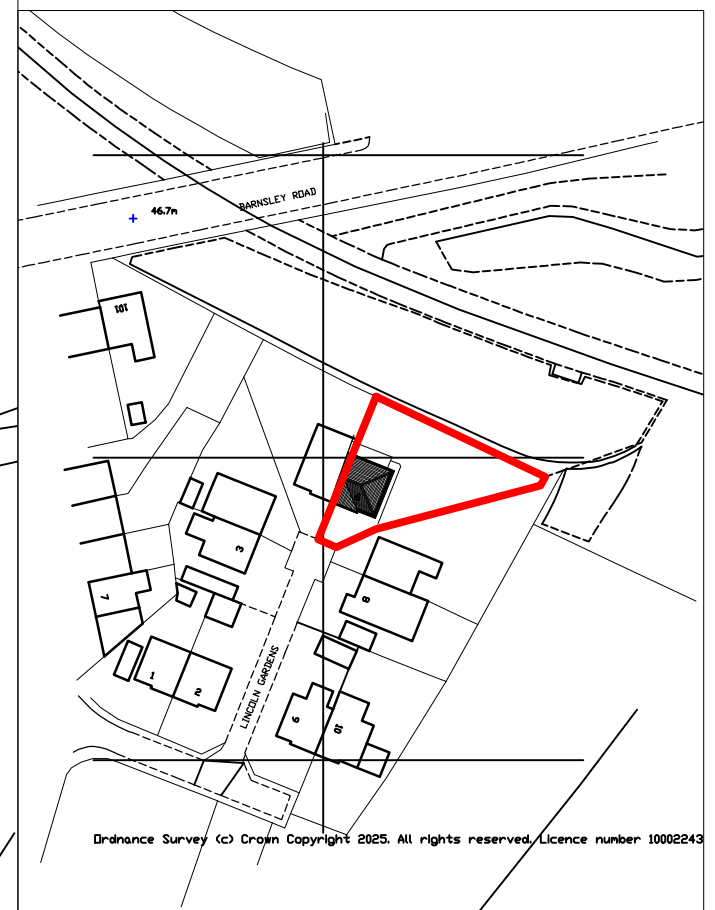 BARNSLEY ROAD
46.7m
101
3
7
8
1
2
LINCOLN GARDENS
9
10
Ordnance Survey (c) Crown Copyright 2025. All rights reserved. Licence number 10002243